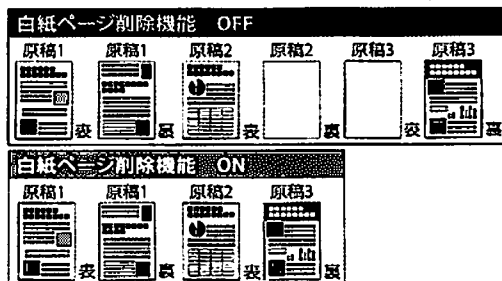 白紙ページ削除機能 OFF
原稿1 原稿1 原稿2 原稿2 原稿3 原稿3
表 裏 表 裏 表 裏
白紙ページ削除機能 ON
原稿1 原稿1 原稿2 原稿3
表 裏 表 裏